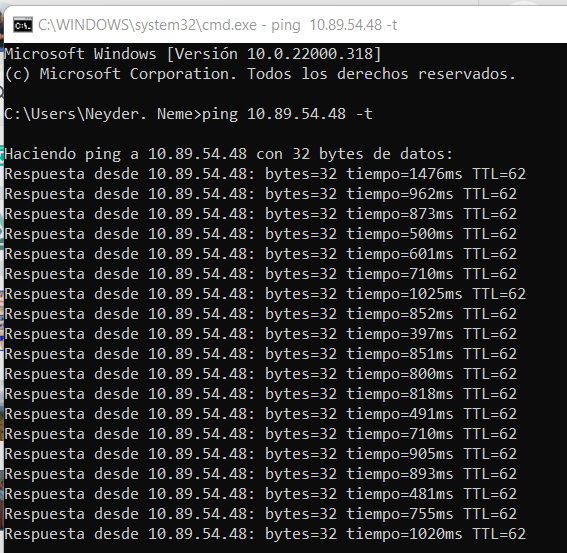 C:\WINDOWS\system32\cmd.exe - ping  10.89.54.48 -t
Microsoft Windows [Versión 10.0.22000.318]
(c) Microsoft Corporation. Todos los derechos reservados.
C:\Users\Neyder. Neme>ping 10.89.54.48 -t
Haciendo ping a 10.89.54.48 con 32 bytes de datos:
Respuesta desde 10.89.54.48: bytes=32 tiempo=1476ms TTL=62
Respuesta desde 10.89.54.48: bytes=32 tiempo=962ms TTL=62
Respuesta desde 10.89.54.48: bytes=32 tiempo=873ms TTL=62
Respuesta desde 10.89.54.48: bytes=32 tiempo=500ms TTL=62
Respuesta desde 10.89.54.48: bytes=32 tiempo=601ms TTL=62
Respuesta desde 10.89.54.48: bytes=32 tiempo=710ms TTL=62
Respuesta desde 10.89.54.48: bytes=32 tiempo=1025ms TTL=62
Respuesta desde 10.89.54.48: bytes=32 tiempo=852ms TTL=62
Respuesta desde 10.89.54.48: bytes=32 tiempo=397ms TTL=62
Respuesta desde 10.89.54.48: bytes=32 tiempo=851ms TTL=62
Respuesta desde 10.89.54.48: bytes=32 tiempo=800ms TTL=62
Respuesta desde 10.89.54.48: bytes=32 tiempo=818ms TTL=62
Respuesta desde 10.89.54.48: bytes=32 tiempo=491ms TTL=62
Respuesta desde 10.89.54.48: bytes=32 tiempo=710ms TTL=62
Respuesta desde 10.89.54.48: bytes=32 tiempo=905ms TTL=62
Respuesta desde 10.89.54.48: bytes=32 tiempo=893ms TTL=62
Respuesta desde 10.89.54.48: bytes=32 tiempo=481ms TTL=62
Respuesta desde 10.89.54.48: bytes=32 tiempo=755ms TTL=62
Respuesta desde 10.89.54.48: bytes=32 tiempo=1020ms TTL=62